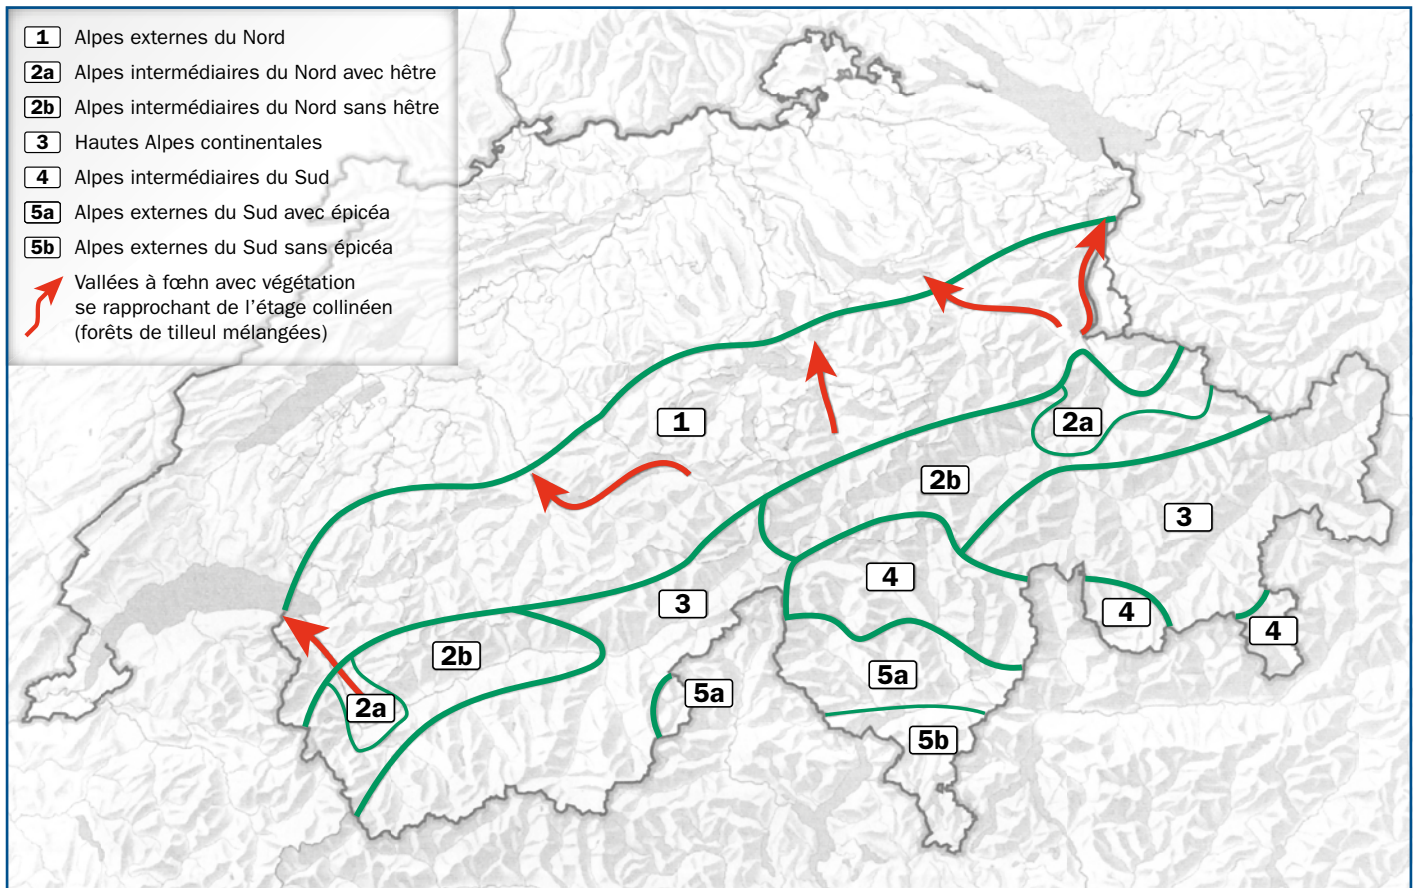 1 Alpes externes du Nord
2a Alpes intermédiaires du Nord avec hêtre
2b Alpes intermédiaires du Nord sans hêtre
3 Hautes Alpes continentales
4 Alpes intermédiaires du Sud
5a Alpes externes du Sud avec épicéa
5b Alpes externes du Sud sans épicéa
Vallées à fœhn avec végétation
se rapprochant de l'étage collinéen
(forêts de tilleul mélangées)
1
2a
2b
3
4
3
4
4
2b
5a
5a
2a
5b